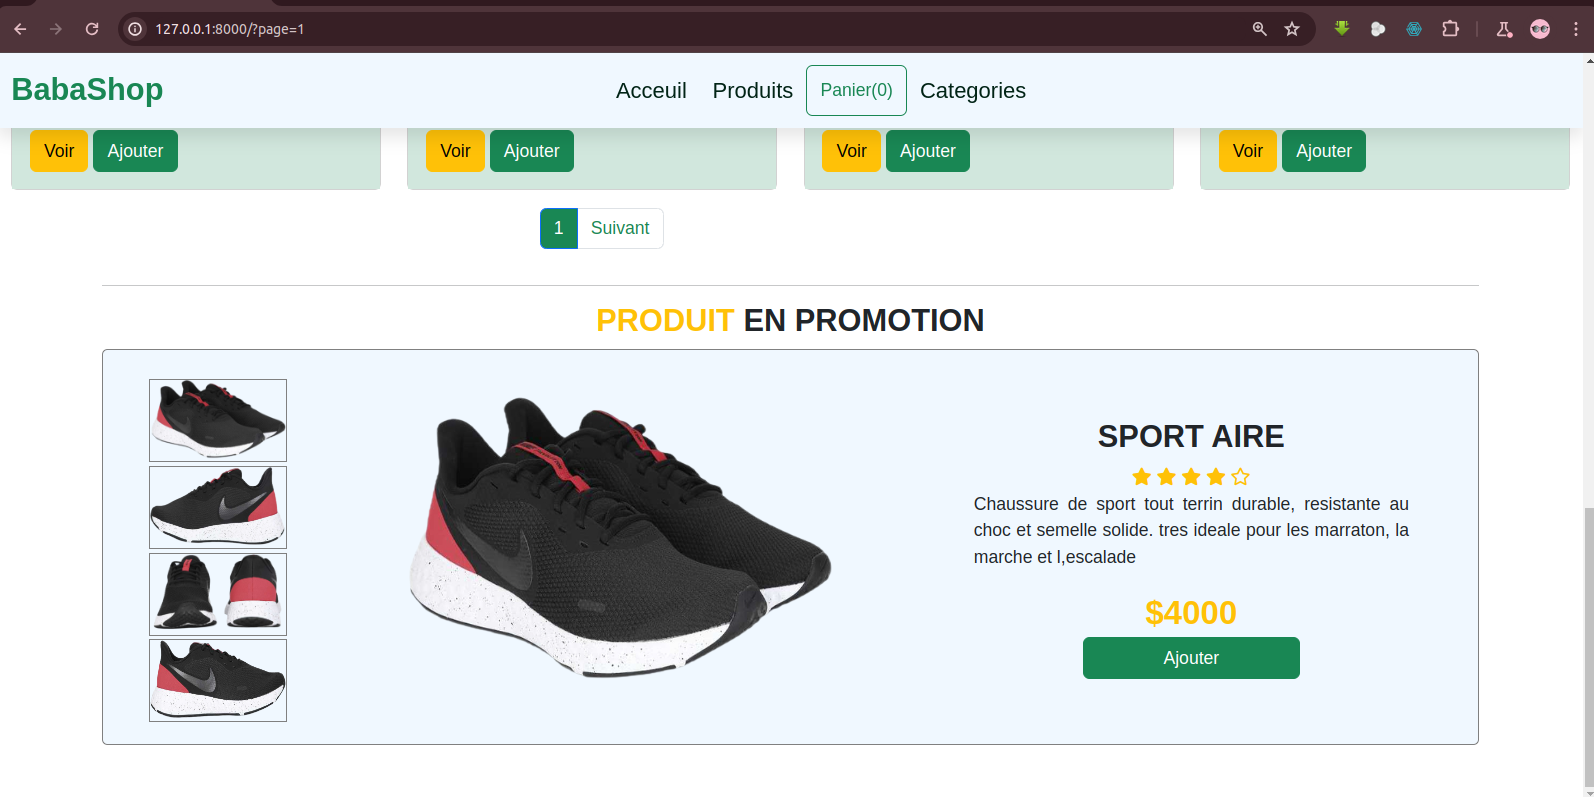 127.0.0.1:8000/?page=1
BabaShop
Acceuil Produits Panier(0) Categories
Voir Ajouter Voir Ajouter Voir Ajouter Voir Ajouter
1 Suivant
PRODUIT EN PROMOTION
SPORT AIRE
Chaussure de sport tout terrin durable, resistante au
choc et semelle solide. tres ideale pour les marraton, la
marche et l,escalade
$4000
Ajouter